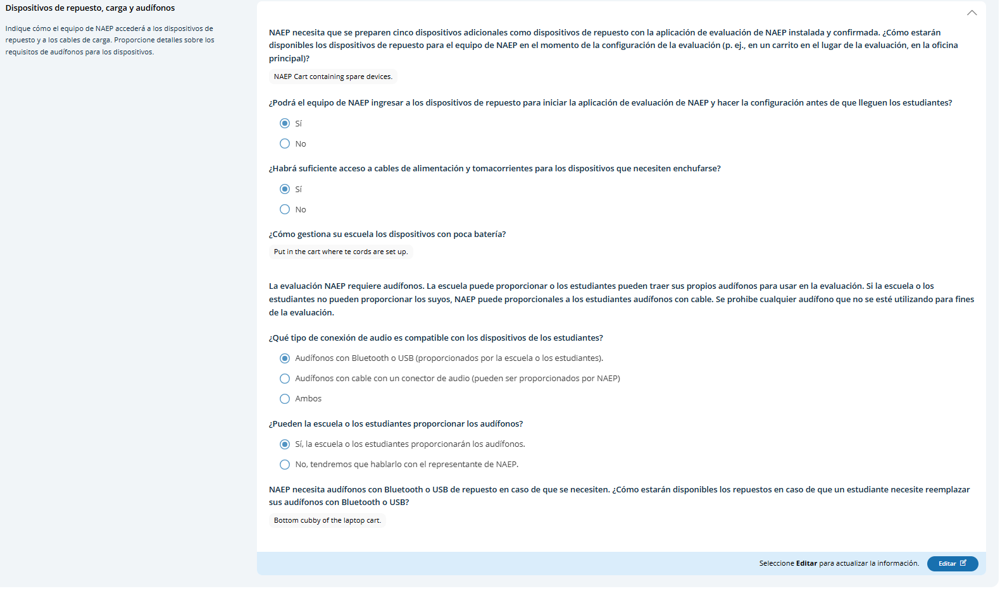 Dispositivos de repuesto, carga y audífonos
Indique cómo el equipo de NAEP accederá a los dispositivos de
repuesto y a los cables de carga. Proporcione detalles sobre los
requisitos de audífonos para los dispositivos.
NAEP necesita que se preparen cinco dispositivos adicionales como dispositivos de repuesto con la aplicación de evaluación de NAEP instalada y confirmada. ¿Cómo estarán
disponibles los dispositivos de repuesto para el equipo de NAEP en el momento de la configuración de la evaluación (p. ej., en un carrito en el lugar de la evaluación, en la oficina
principal)?
NAEP Cart containing spare devices.
¿Podrá el equipo de NAEP ingresar a los dispositivos de repuesto para iniciar la aplicación de evaluación de NAEP y hacer la configuración antes de que lleguen los estudiantes?
Sí
No
¿Habrá suficiente acceso a cables de alimentación y tomacorrientes para los dispositivos que necesiten enchufarse?
Sí
No
¿Cómo gestiona su escuela los dispositivos con poca batería?
Put in the cart where te cords are set up.
La evaluación NAEP requiere audífonos. La escuela puede proporcionar o los estudiantes pueden traer sus propios audífonos para usar en la evaluación. Si la escuela o los
estudiantes no pueden proporcionar los suyos, NAEP puede proporcionales a los estudiantes audífonos con cable. Se prohibe cualquier audífono que no se esté utilizando para fines
de la evaluación.
¿Qué tipo de conexión de audio es compatible con los dispositivos de los estudiantes?
Audífonos con Bluetooth o USB (proporcionados por la escuela o los estudiantes).
Audífonos con cable con un conector de audio (pueden ser proporcionados por NAEP)
Ambos
¿Pueden la escuela o los estudiantes proporcionar los audífonos?
Sí, la escuela o los estudiantes proporcionarán los audífonos.
No, tendremos que hablarlo con el representante de NAEP.
NAEP necesita audífonos con Bluetooth o USB de repuesto en caso de que se necesiten. ¿Cómo estarán disponibles los repuestos en caso de que un estudiante necesite reemplazar
sus audífonos con Bluetooth o USB?
Bottom cubby of the laptop cart.
Seleccione Editar para actualizar la información.
Editar